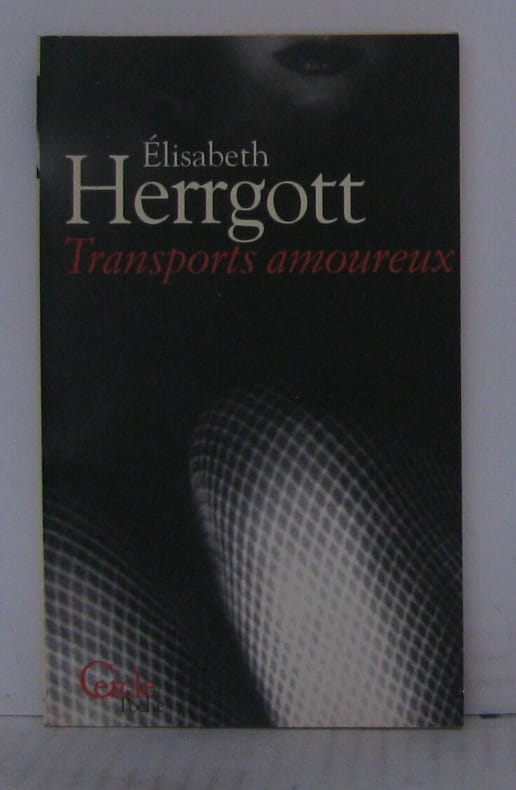 Élisabeth
Herrgott
Transports amoureux
Cercle
Poche